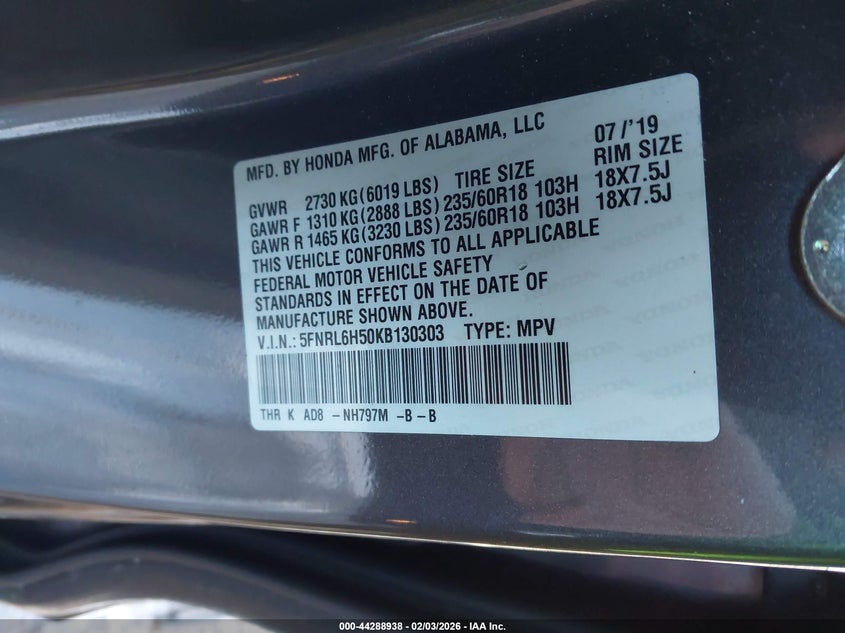 MFD. BY HONDA MFG. OF ALABAMA, LLC 07/'19
GVWR 2730 KG(6019 LBS) TIRE SIZE RIM SIZE
GAWR F 1310 KG(2888 LBS) 235/60R18 103H 18X7.5J
GAWR R 1465 KG(3230 LBS) 235/60R18 103H 18X7.5J
THIS VEHICLE CONFORMS TO ALL APPLICABLE
FEDERAL MOTOR VEHICLE SAFETY
STANDARDS IN EFFECT ON THE DATE OF
MANUFACTURE SHOWN ABOVE.
V.I.N.: 5FNRL6H50KB130303 TYPE: MPV
THR K AD8 -NH797M -B-B
000-44288938 - 02/03/2026 - IAA Inc.